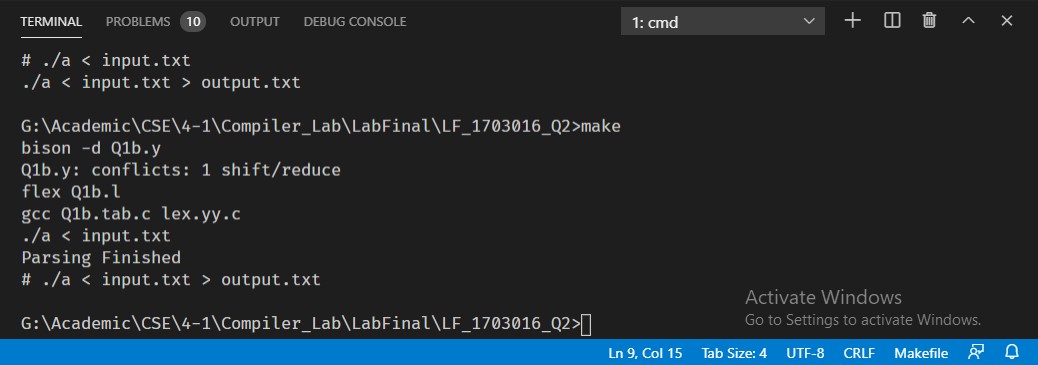 TERMINAL PROBLEMS 10 OUTPUT DEBUG CONSOLE 1: cmd
# ./a < input.txt
./a < input.txt > output.txt
G:\Academic\CSE\4-1\Compiler_Lab\LabFinal\LF_1703016_Q2>make
bison -d Q1b.y
Q1b.y: conflicts: 1 shift/reduce
flex Q1b.l
gcc Q1b.tab.c lex.yy.c
./a < input.txt
Parsing Finished
# ./a < input.txt > output.txt
G:\Academic\CSE\4-1\Compiler_Lab\LabFinal\LF_1703016_Q2>
Activate Windows
Go to Settings to activate Windows.
Ln 9, Col 15 Tab Size: 4 UTF-8 CRLF Makefile